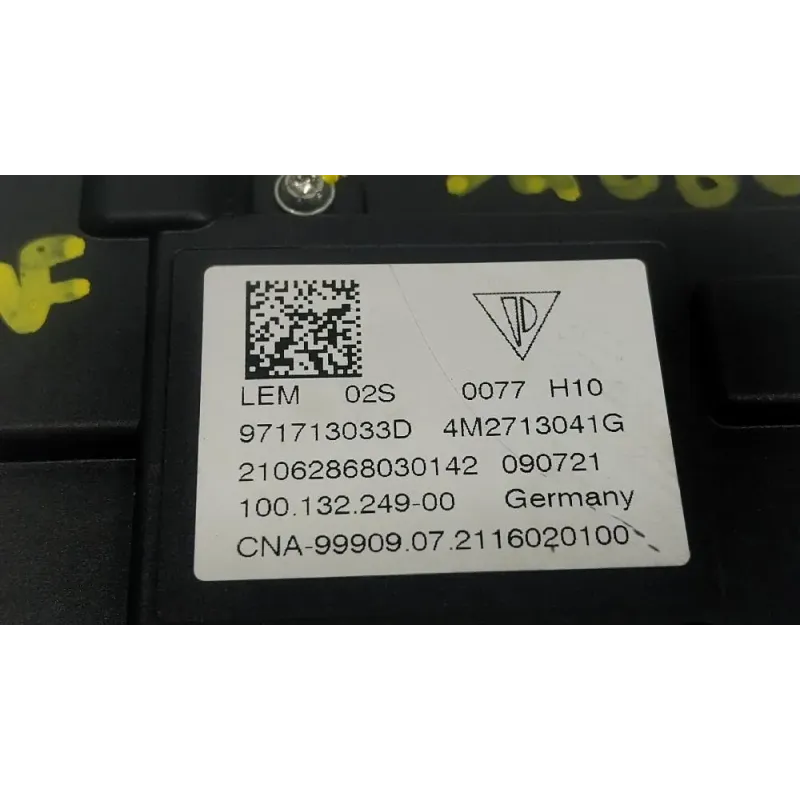 LEM 02S 0077 H10
971713033D 4M2713041G
21062868030142 090721
100.132.249-00 Germany
CNA-99909.07.2116020100